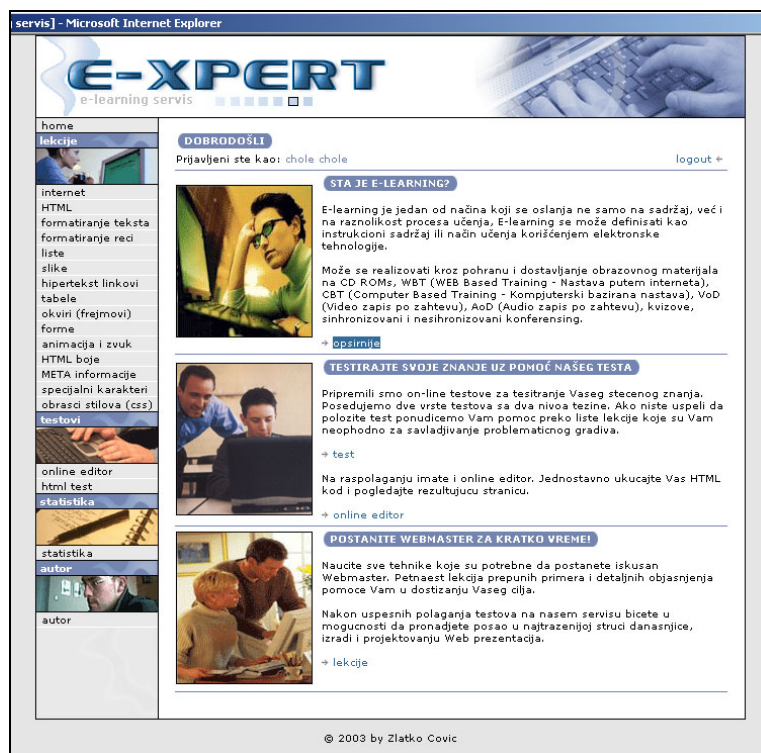 servis] - Microsoft Internet Explorer
E-XPERT
e-learning servis
home
lekcije
internet
HTML
formatiranje teksta
formatiranje reci
liste
slike
hipertekst linkovi
tabele
okviri (frejmovi)
forme
animacija i zvuk
HTML boje
META informacije
specijalni karakteri
obrasci stilova (css)
testovi
online editor
html test
statistika
statistika
autor
autor
DOBRODOŠLI
Prijavljeni ste kao: chole chole
logout
STA JE E-LEARNING?
E-learning je jedan od načina koji se oslanja ne samo na sadržaj, već i
na raznolikost procesa učenja, E-learning se može definisati kao
instrukcioni sadržaj ili način učenja korišćenjem elektronske
tehnologije.
Može se realizovati kroz pohranu i dostavljanje obrazovnog materijala
na CD ROMs, WBT (WEB Based Training - Nastava putem interneta),
CBT (Computer Based Training - Kompjuterski bazirana nastava), VoD
(Video zapis po zahtevu), AoD (Audio zapis po zahtevu), kvizove,
sinhronizovani i nesihronizovani konferensing.
→ opsirnije
TESTIRAJTE SVOJE ZNANJE UZ POMOĆ NAŠEG TESTA
Pripremili smo on-line testove za tesitranje Vaseg stecenog znanja.
Posedujemo dve vrste testova sa dva nivoa tezine. Ako niste uspeli da
polozite test ponudicemo Vam pomoc preko liste lekcije koje su Vam
neophodno za savladjivanje problematicnog gradiva.
→ test
Na raspolaganju imate i online editor. Jednostavno ukucajte Vas HTML
kod i pogledajte rezultujucu stranicu.
→ online editor
POSTANITE WEBMASTER ZA KRATKO VREME!
Naucite sve tehnike koje su potrebne da postanete iskusan
Webmaster. Petnaest lekcija prepunih primera i detaljnih objasnjenja
pomoce Vam u dostizanju Vaseg cilja.
Nakon uspesnih polaganja testova na nasem servisu bicete u
mogucnosti da pronadjete posao u najtrazenijoj struci danasnjice,
izradi i projektovanju Web prezentacija.
→ lekcije
© 2003 by Zlatko Covic